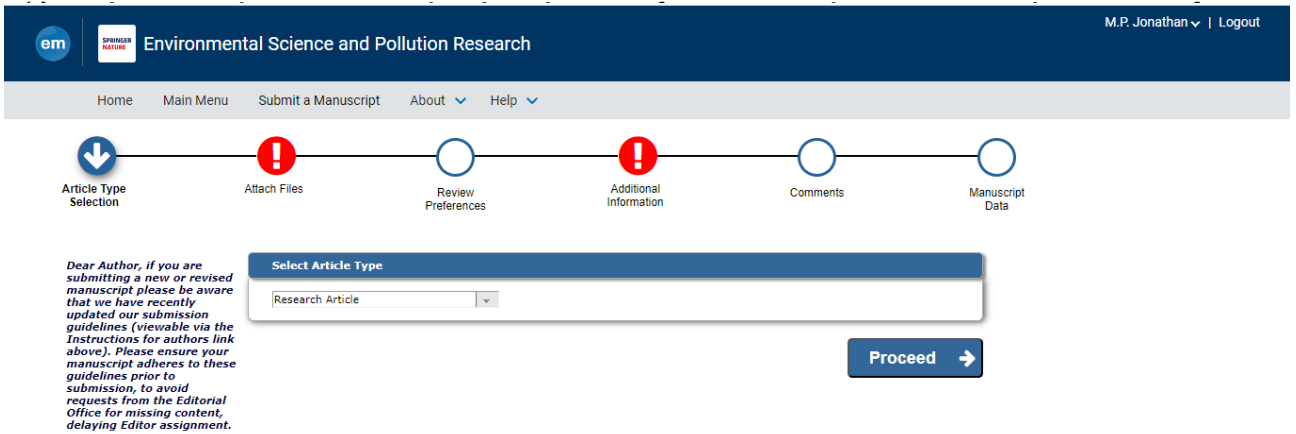 M.P. Jonathan | Logout
em
SPRINGER NATURE
Environmental Science and Pollution Research
Home Main Menu Submit a Manuscript About Help
Article Type Selection
Attach Files
Review Preferences
Additional Information
Comments
Manuscript Data
Dear Author, if you are
submitting a new or revised
manuscript please be aware
that we have recently
updated our submission
guidelines (viewable via the
Instructions for authors link
above). Please ensure your
manuscript adheres to these
guidelines prior to
submission, to avoid
requests from the Editorial
Office for missing content,
delaying Editor assignment.
Select Article Type
Research Article
Proceed